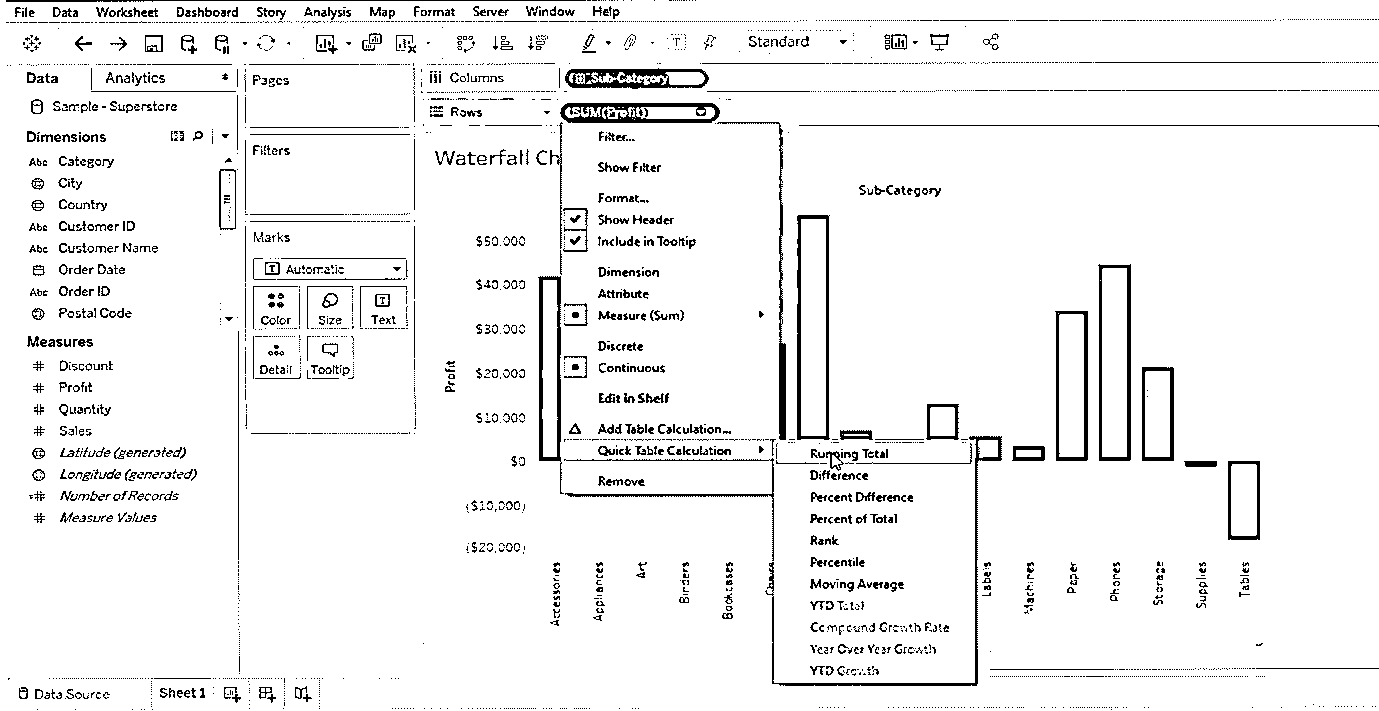 File Data Worksheet Dashboard Story Analysis Map Format Server Window Help
Standard
Data Analytics
Sample - Superstore
Dimensions
Abc Category
City
Country
Abc Customer ID
Abc Customer Name
Order Date
Abc Order ID
Postal Code
Measures
# Discount
# Profit
# Quantity
# Sales
Latitude (generated)
Longitude (generated)
# Number of Records
# Measure Values
Pages
Filters
Marks
Automatic
Color Size Text
Detail Tooltip
Columns Sub-Category
Rows SUM(Profit)
Waterfall Ch
Sub-Category
Profit
$50,000
$40,000
$30,000
$20,000
$10,000
$0
($10,000)
($20,000)
Accessories
Appliances
Art
Binders
Bookcases
Labels
Machines
Paper
Phones
Storage
Supplies
Tables
Filter...
Show Filter
Format...
Show Header
Include in Tooltip
Dimension
Attribute
Measure (Sum)
Discrete
Continuous
Edit in Shelf
Add Table Calculation...
Quick Table Calculation
Remove
Running Total
Difference
Percent Difference
Percent of Total
Rank
Percentile
Moving Average
YTD Total
Compound Growth Rate
Year Over Year Growth
YTD Growth
Data Source Sheet 1